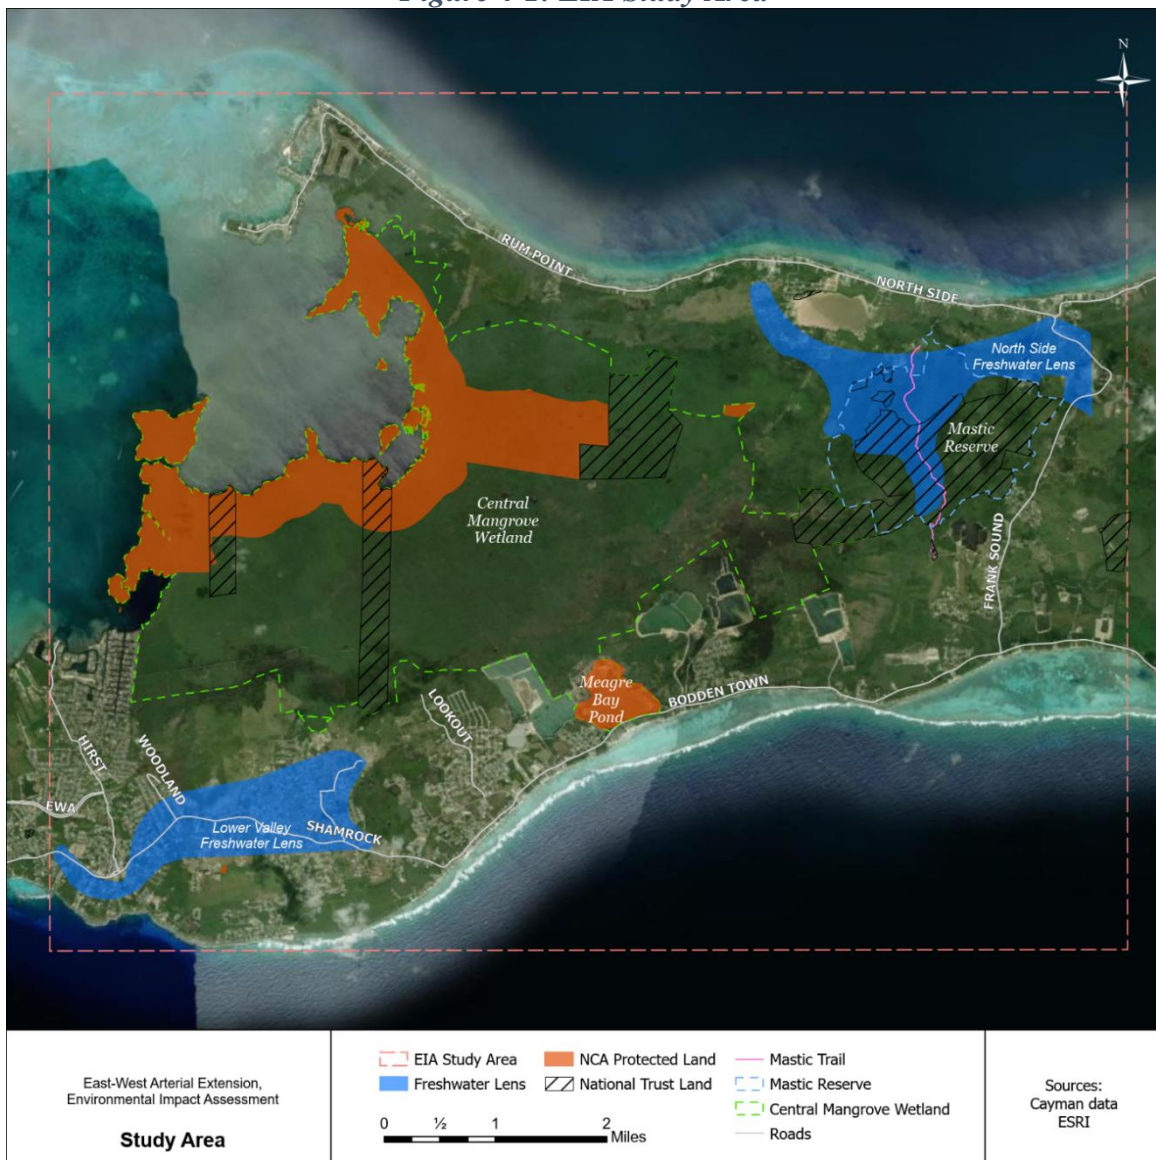 N
RUM POINT
NORTH SIDE
North Side
Freshwater Lens
Mastic
Reserve
Central
Mangrove
Wetland
FRANK SOUND
Meagre
Bay
Pond
BODDEN TOWN
LOOKOUT
HIRST
WOODLAND
EWA
Lower Valley
Freshwater Lens
SHAMROCK
East-West Arterial Extension,
Environmental Impact Assessment
Study Area
EIA Study Area
Freshwater Lens
NCA Protected Land
National Trust Land
Mastic Trail
Mastic Reserve
Central Mangrove Wetland
Roads
0 ½ 1 2
Miles
Sources:
Cayman data
ESRI